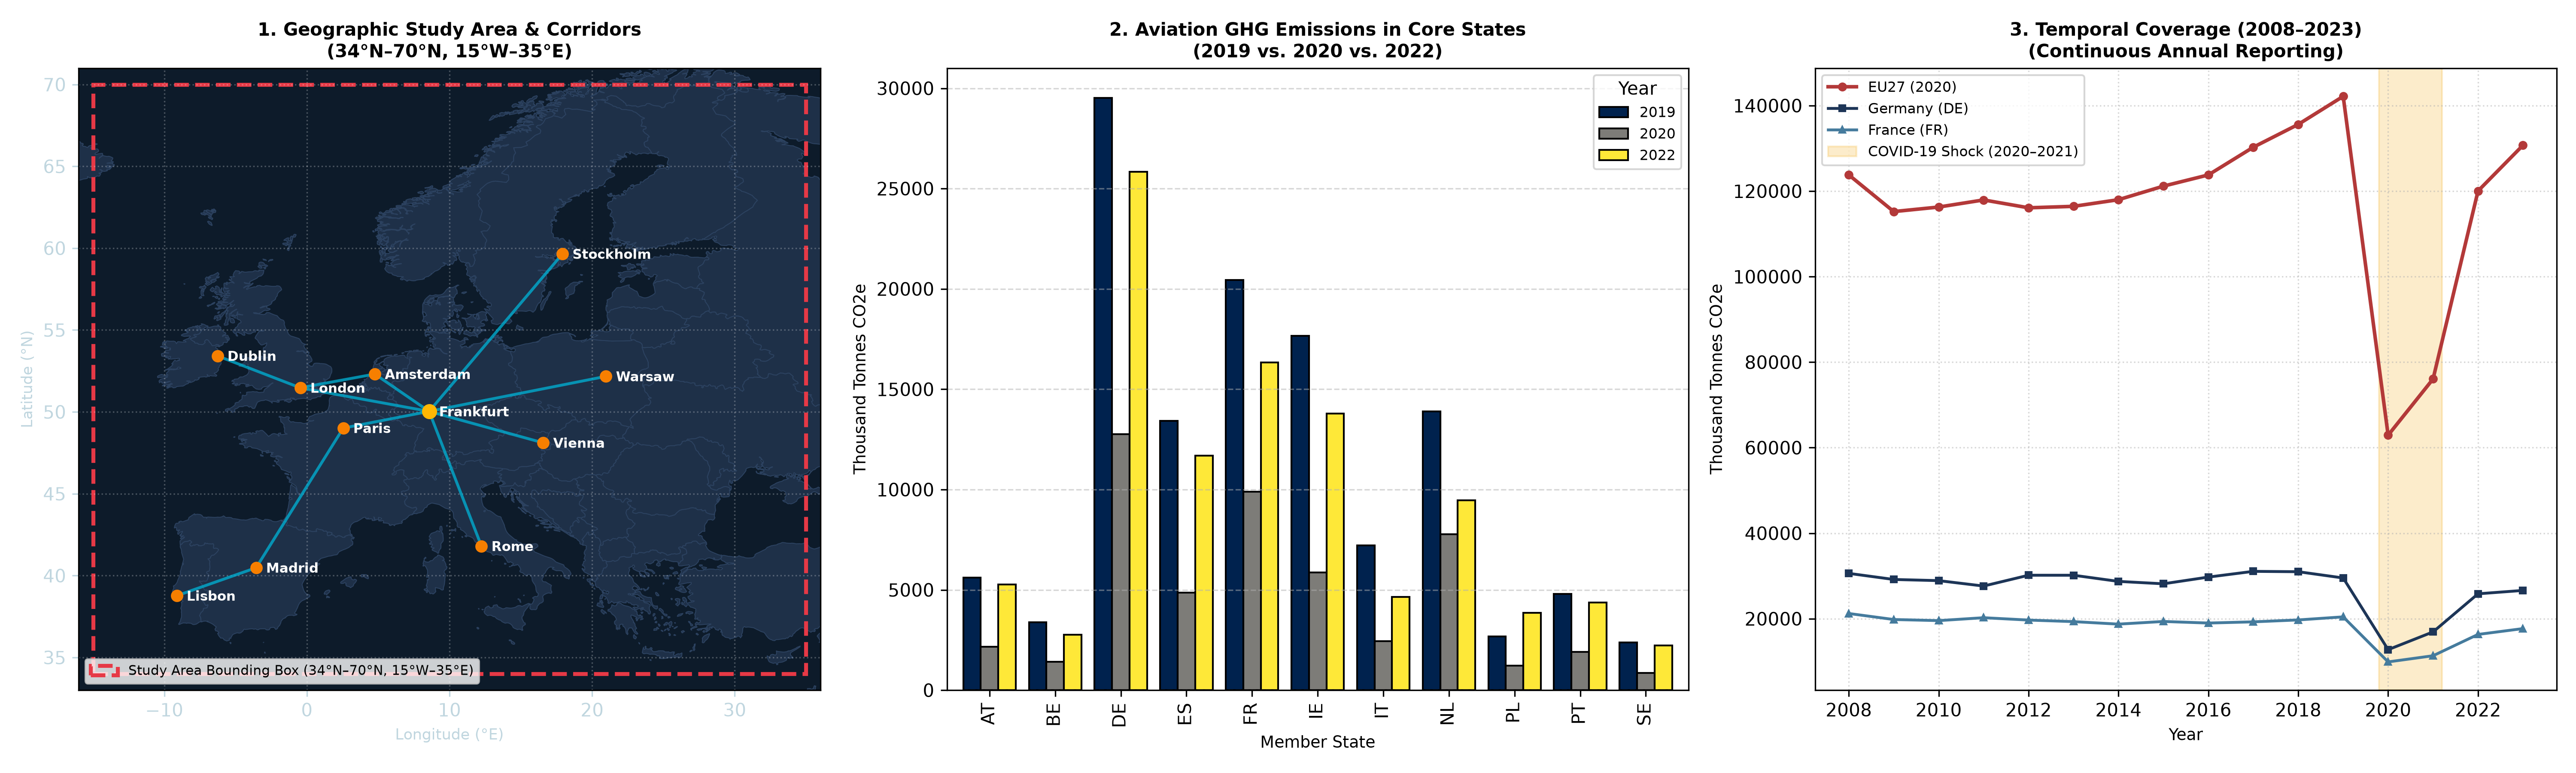 1. Geographic Study Area & Corridors
(34°N–70°N, 15°W–35°E)
70
65
60
55
50
45
40
35
Latitude (°N)
Stockholm
Dublin
Amsterdam
London
Warsaw
Frankfurt
Paris
Vienna
Rome
Madrid
Lisbon
Study Area Bounding Box (34°N–70°N, 15°W–35°E)
−10
0
10
20
30
Longitude (°E)
2. Aviation GHG Emissions in Core States
(2019 vs. 2020 vs. 2022)
Year
2019
2020
2022
30000
25000
20000
15000
10000
5000
0
Thousand Tonnes CO2e
AT
BE
DE
ES
FR
IE
IT
NL
PL
PT
SE
Member State
3. Temporal Coverage (2008–2023)
(Continuous Annual Reporting)
EU27 (2020)
Germany (DE)
France (FR)
COVID-19 Shock (2020–2021)
140000
120000
100000
80000
60000
40000
20000
Thousand Tonnes CO2e
2008
2010
2012
2014
2016
2018
2020
2022
Year